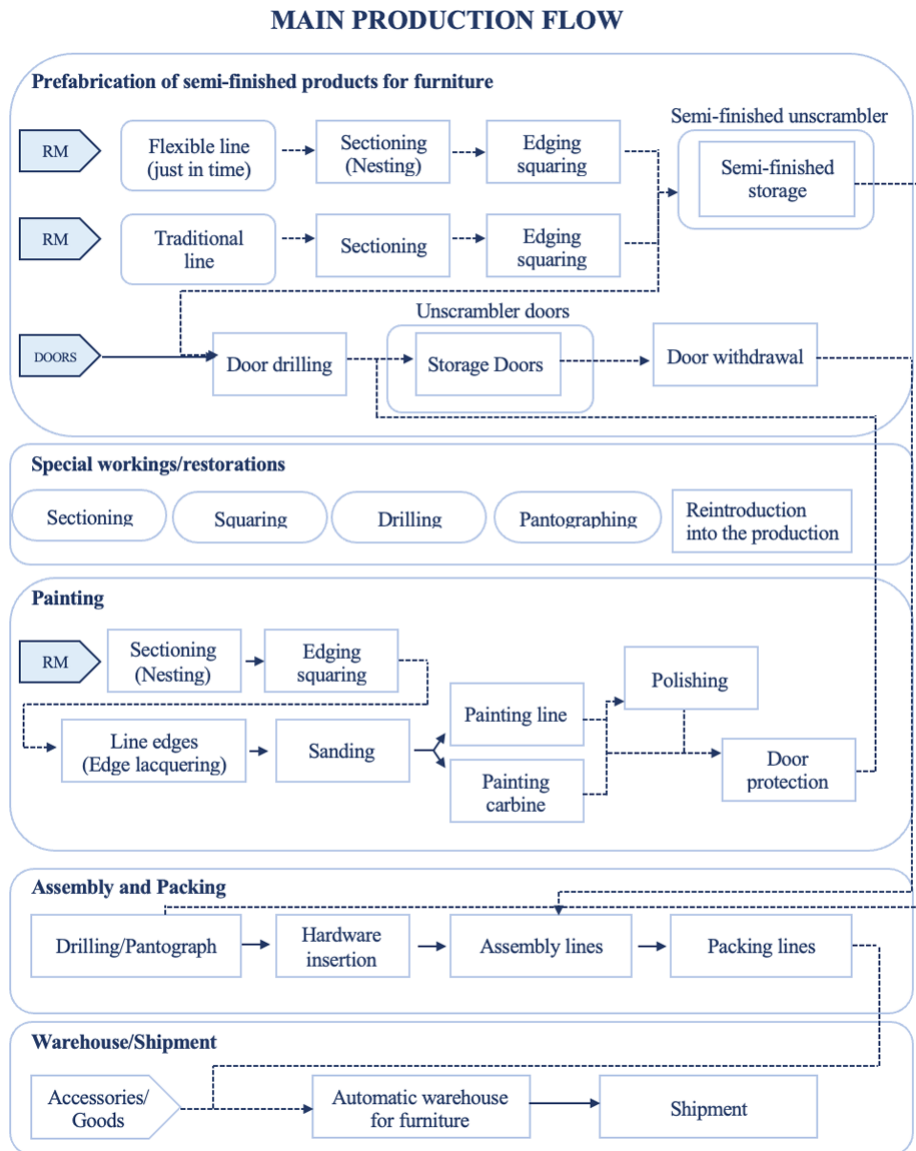 MAIN PRODUCTION FLOW
Prefabrication of semi-finished products for furniture
Semi-finished unscrambler
RM
Flexible line
(just in time)
Sectioning
(Nesting)
Edging
squaring
Semi-finished
storage
RM
Traditional
line
Sectioning
Edging
squaring
Unscrambler doors
DOORS
Door drilling
Storage Doors
Door withdrawal
Special workings/restorations
Sectioning
Squaring
Drilling
Pantographing
Reintroduction
into the production
Painting
RM
Sectioning
(Nesting)
Edging
squaring
Polishing
Line edges
(Edge lacquering)
Sanding
Painting line
Painting
carbine
Door
protection
Assembly and Packing
Drilling/Pantograph
Hardware
insertion
Assembly lines
Packing lines
Warehouse/Shipment
Accessories/
Goods
Automatic warehouse
for furniture
Shipment